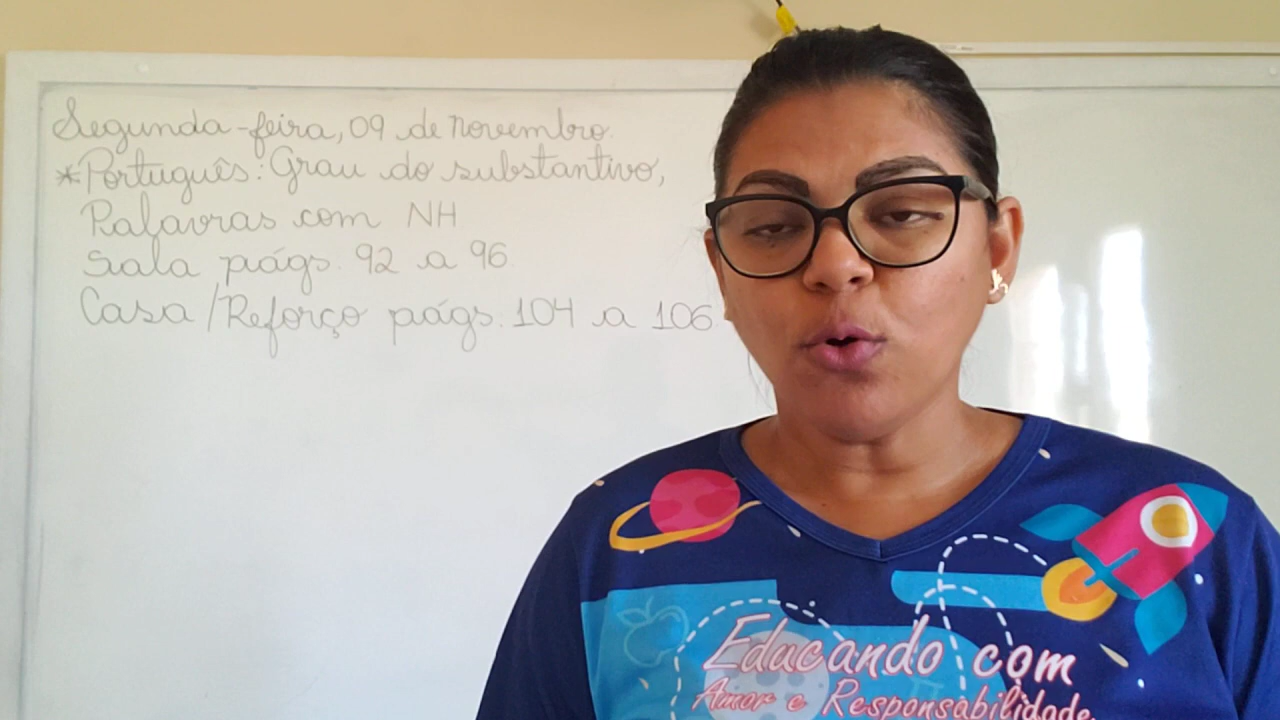 Segunda-feira, 09 de novembro.
*Português: Grau do substantivo,
Palavras com NH
Sala págs. 92 a 96.
Casa/Reforço págs. 104 a 106.
Educando com
Amor e Responsabilidade